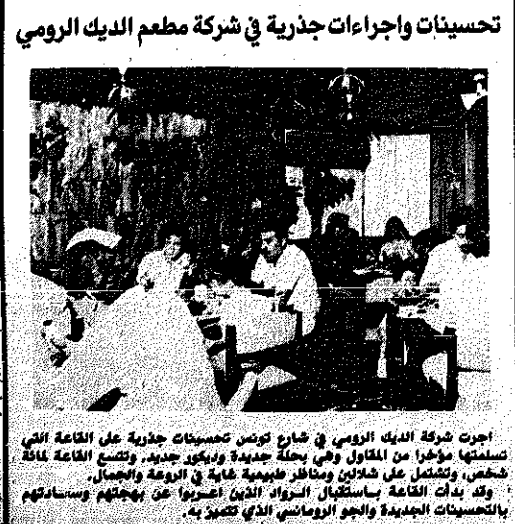 تحسينات واجراءات جذرية في شركة مطعم الديك الرومي
اجرت شركة الديك الرومي في شارع تونس تحسينات جذرية على القاعة التي
تسلمتها مؤخرا من المقاول وهي بحلة جديدة وديكور جديد. وتتسع القاعة لمائة
شخص، وتشتمل على شلالين ومناظر طبيعية غاية في الروعة والجمال.
وقد بدأت القاعة باستقبال الرواد الذين اعربوا عن بهجتهم وسعادتهم
بالتحسينات الجديدة والجو الرومانسي الذي تتميز به.